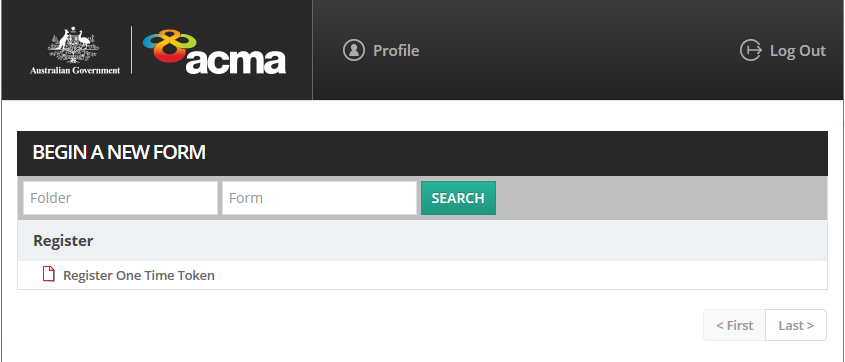 Australian Government
acma
Profile
Log Out
BEGIN A NEW FORM
Folder
Form
SEARCH
Register
Register One Time Token
< First
Last >